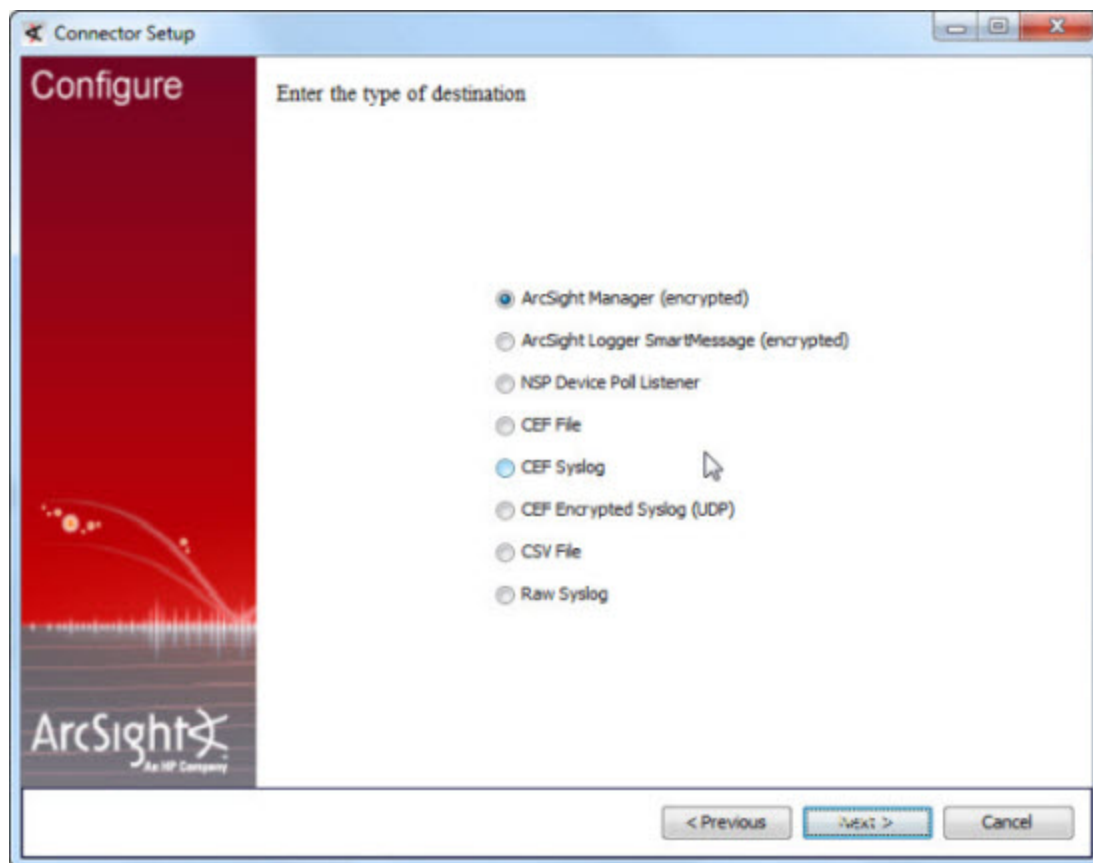 Connector Setup
Configure
Enter the type of destination
ArcSight Manager (encrypted)
ArcSight Logger SmartMessage (encrypted)
NSP Device Poll Listener
CEF File
CEF Syslog
CEF Encrypted Syslog (UDP)
CSV File
Raw Syslog
ArcSight
An HP Company
< Previous
Next >
Cancel